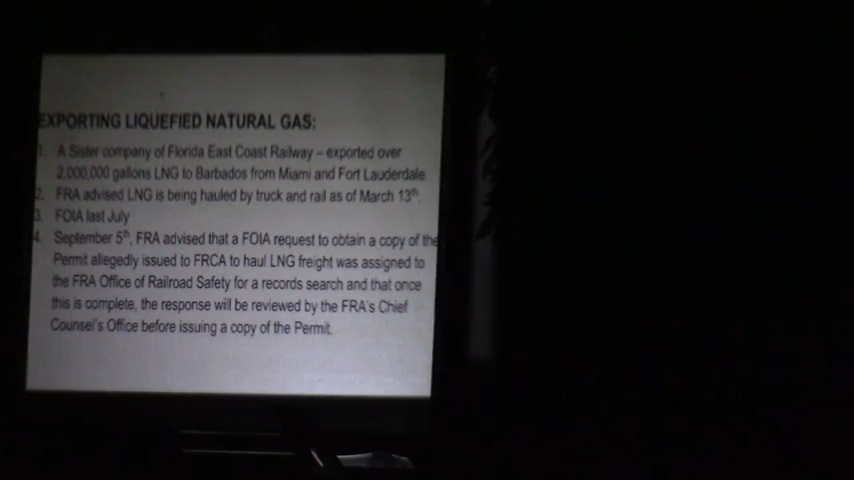 EXPORTING LIQUEFIED NATURAL GAS:
1. A Sister company of Florida East Coast Railway – exported over
2,000,000 gallons LNG to Barbados from Miami and Fort Lauderdale
2. FRA advised LNG is being hauled by truck and rail as of March 13th.
3. FOIA last July
4. September 5th, FRA advised that a FOIA request to obtain a copy of the
Permit allegedly issued to FRCA to haul LNG freight was assigned to
the FRA Office of Railroad Safety for a records search and that once
this is complete, the response will be reviewed by the FRA's Chief
Counsel's Office before issuing a copy of the Permit.